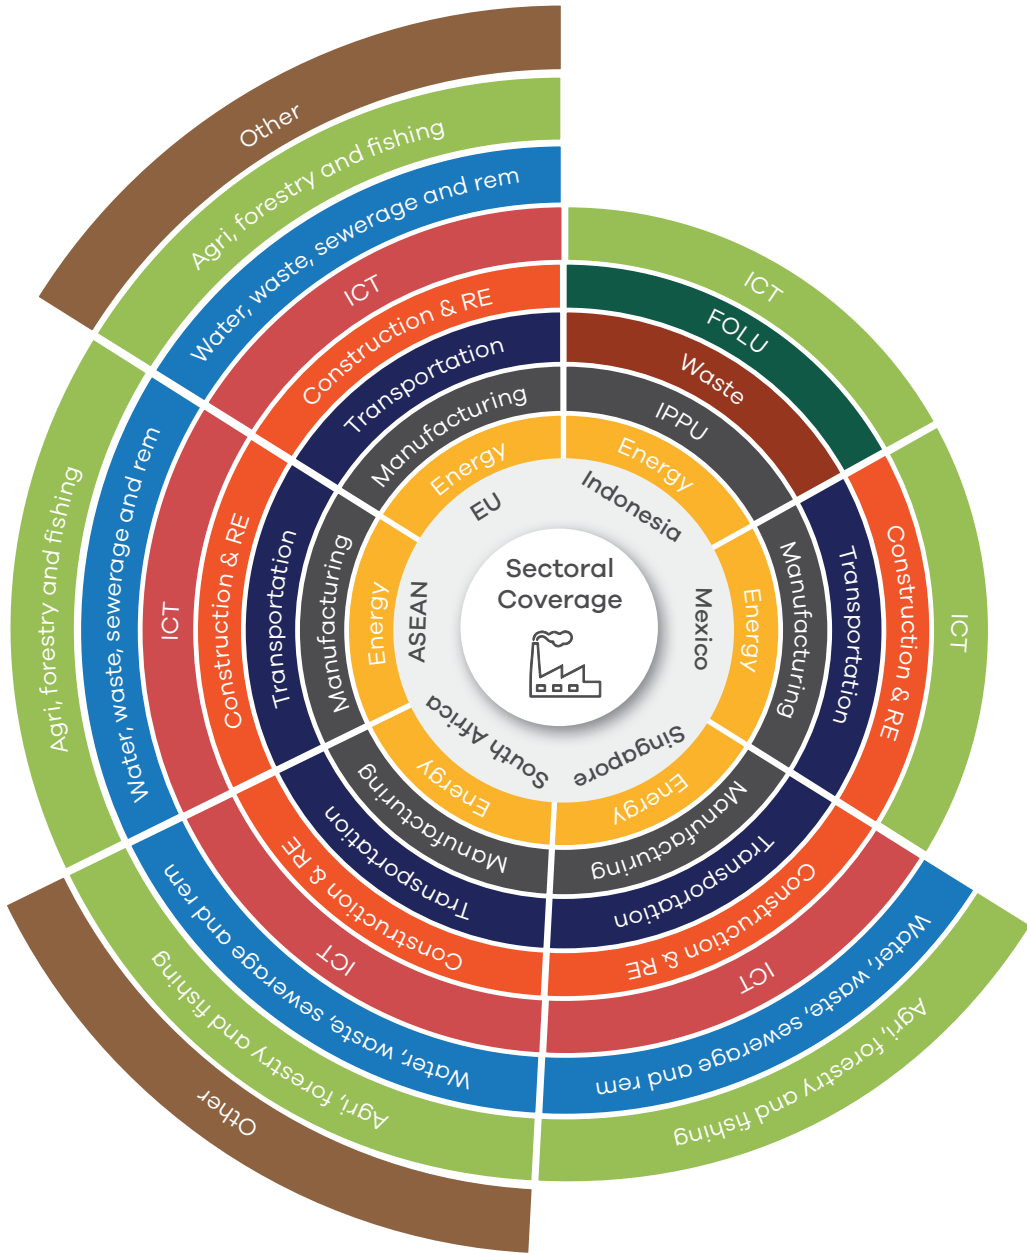 Sectoral
Coverage
EU
Energy
Manufacturing
Transportation
Construction & RE
ICT
Water, waste, sewerage and rem
Agri, forestry and fishing
Other
Indonesia
Energy
IPPU
Waste
FOLU
ICT
Mexico
Energy
Manufacturing
Transportation
Construction & RE
ICT
Singapore
Energy
Manufacturing
Transportation
Construction & RE
ICT
Water, waste, sewerage and rem
Agri, forestry and fishing
South Africa
Energy
Manufacturing
Transportation
Construction & RE
ICT
Water, waste, sewerage and rem
Agri, forestry and fishing
Other
ASEAN
Energy
Manufacturing
Transportation
Construction & RE
ICT
Water, waste, sewerage and rem
Agri, forestry and fishing